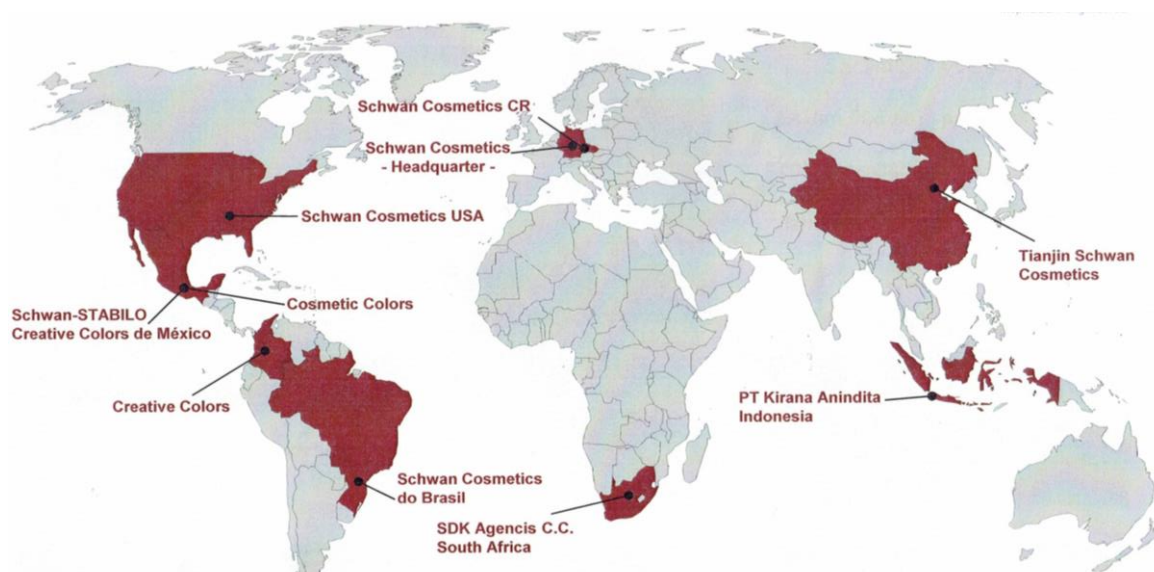 Schwan Cosmetics CR
Schwan Cosmetics
- Headquarter -
Schwan Cosmetics USA
Tianjin Schwan
Cosmetics
Schwan-STABILO
Creative Colors de México
Cosmetic Colors
Creative Colors
PT Kirana Anindita
Indonesia
Schwan Cosmetics
do Brasil
SDK Agencis C.C.
South Africa